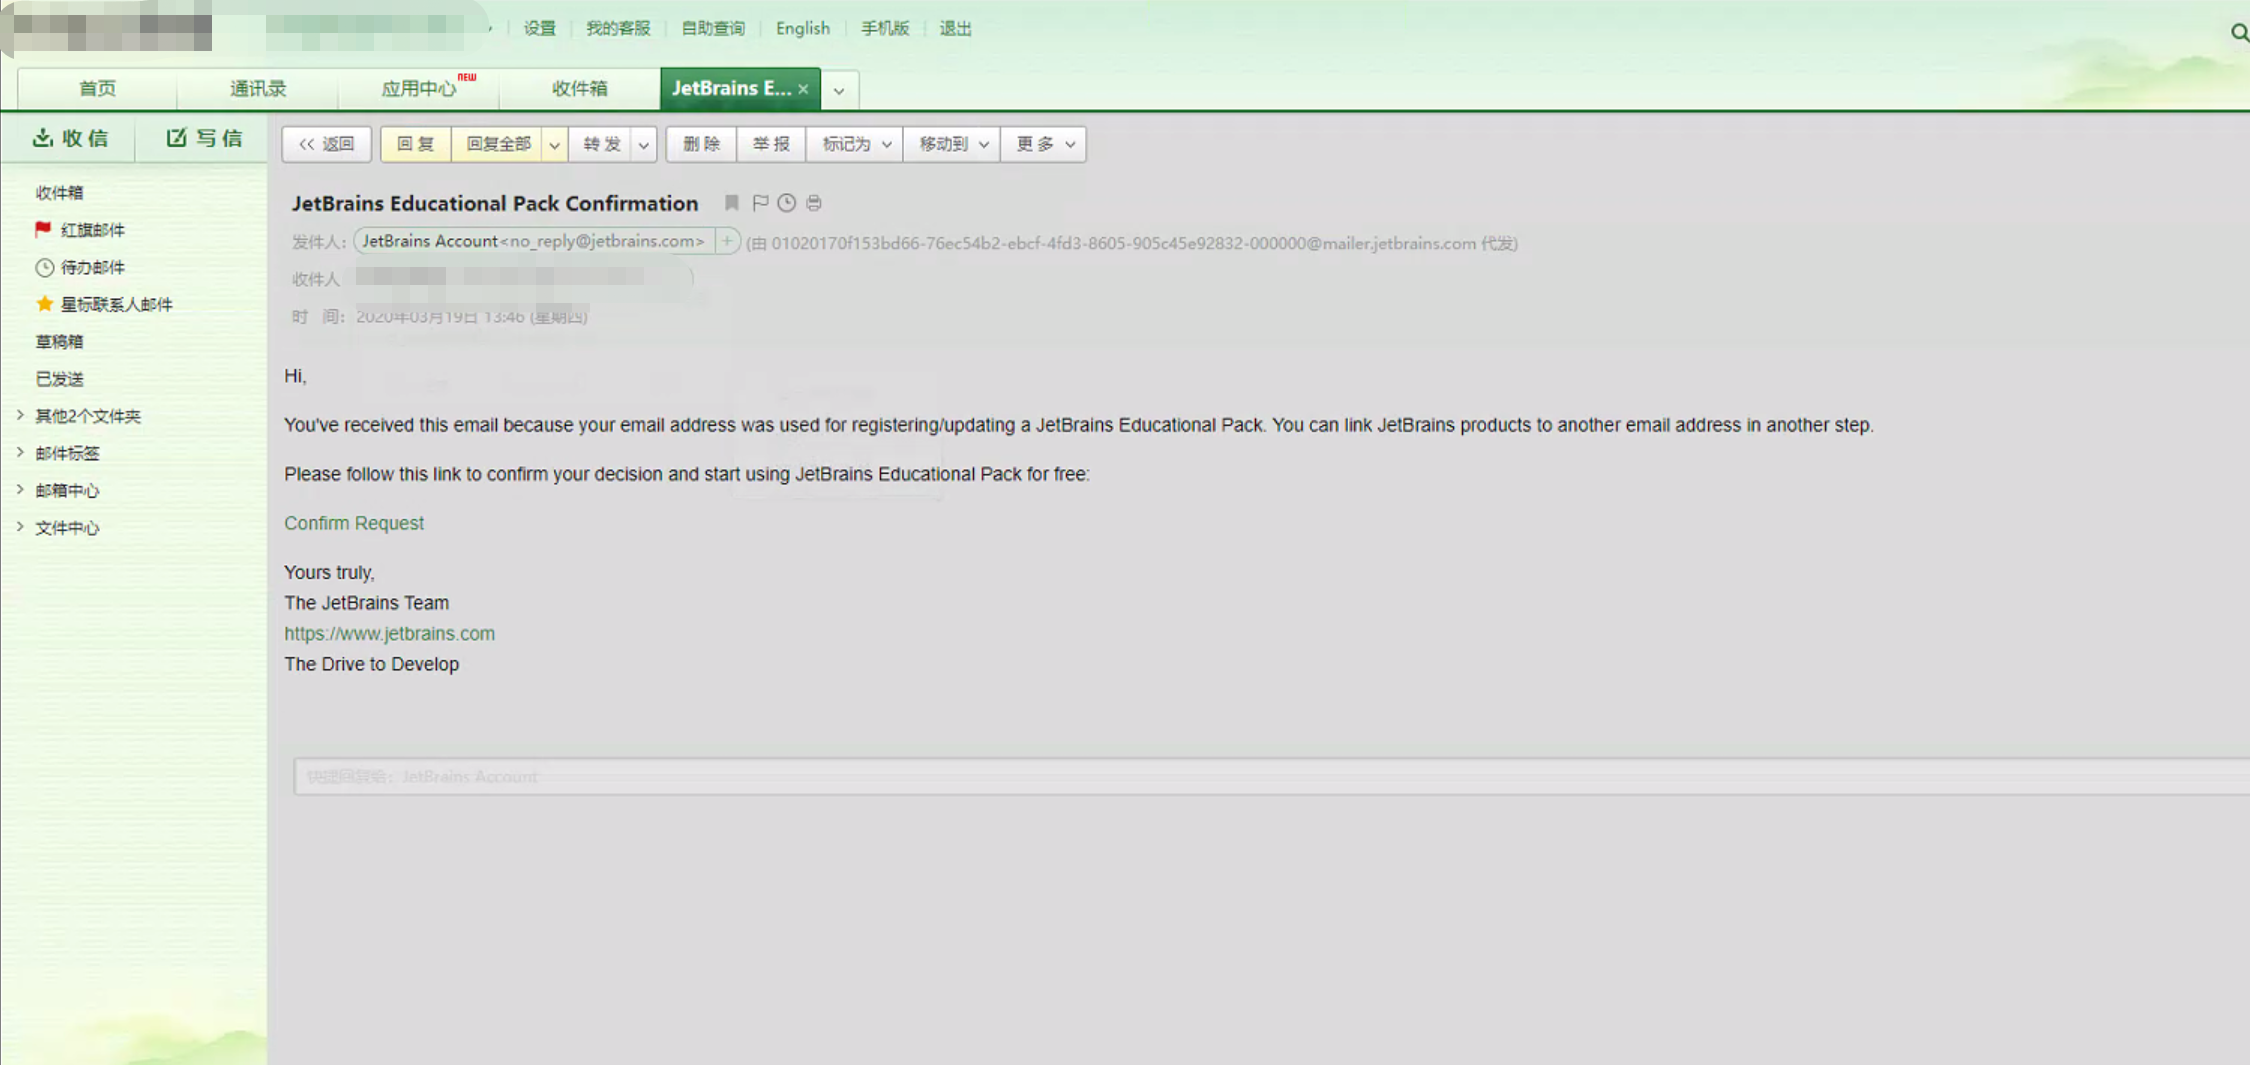 设置 我的客服 自助查询 English 手机版 退出
首页 通讯录 应用中心 NEW 收件箱 JetBrains E... ×
收信 写信 << 返回 回复 回复全部 转发 删除 举报 标记为 移动到 更多
收件箱
红旗邮件
待办邮件
星标联系人邮件
草稿箱
已发送
其他2个文件夹
邮件标签
邮箱中心
文件中心
JetBrains Educational Pack Confirmation
发件人: JetBrains Account<no_reply@jetbrains.com> + (由 01020170f153bd66-76ec54b2-ebcf-4fd3-8605-905c45e92832-000000@mailer.jetbrains.com 代发)
收件人
时 间: 2020年03月19日 13:46 (星期四)
Hi,
You've received this email because your email address was used for registering/updating a JetBrains Educational Pack. You can link JetBrains products to another email address in another step.
Please follow this link to confirm your decision and start using JetBrains Educational Pack for free:
Confirm Request
Yours truly,
The JetBrains Team
https://www.jetbrains.com
The Drive to Develop
快捷回复给: JetBrains Account